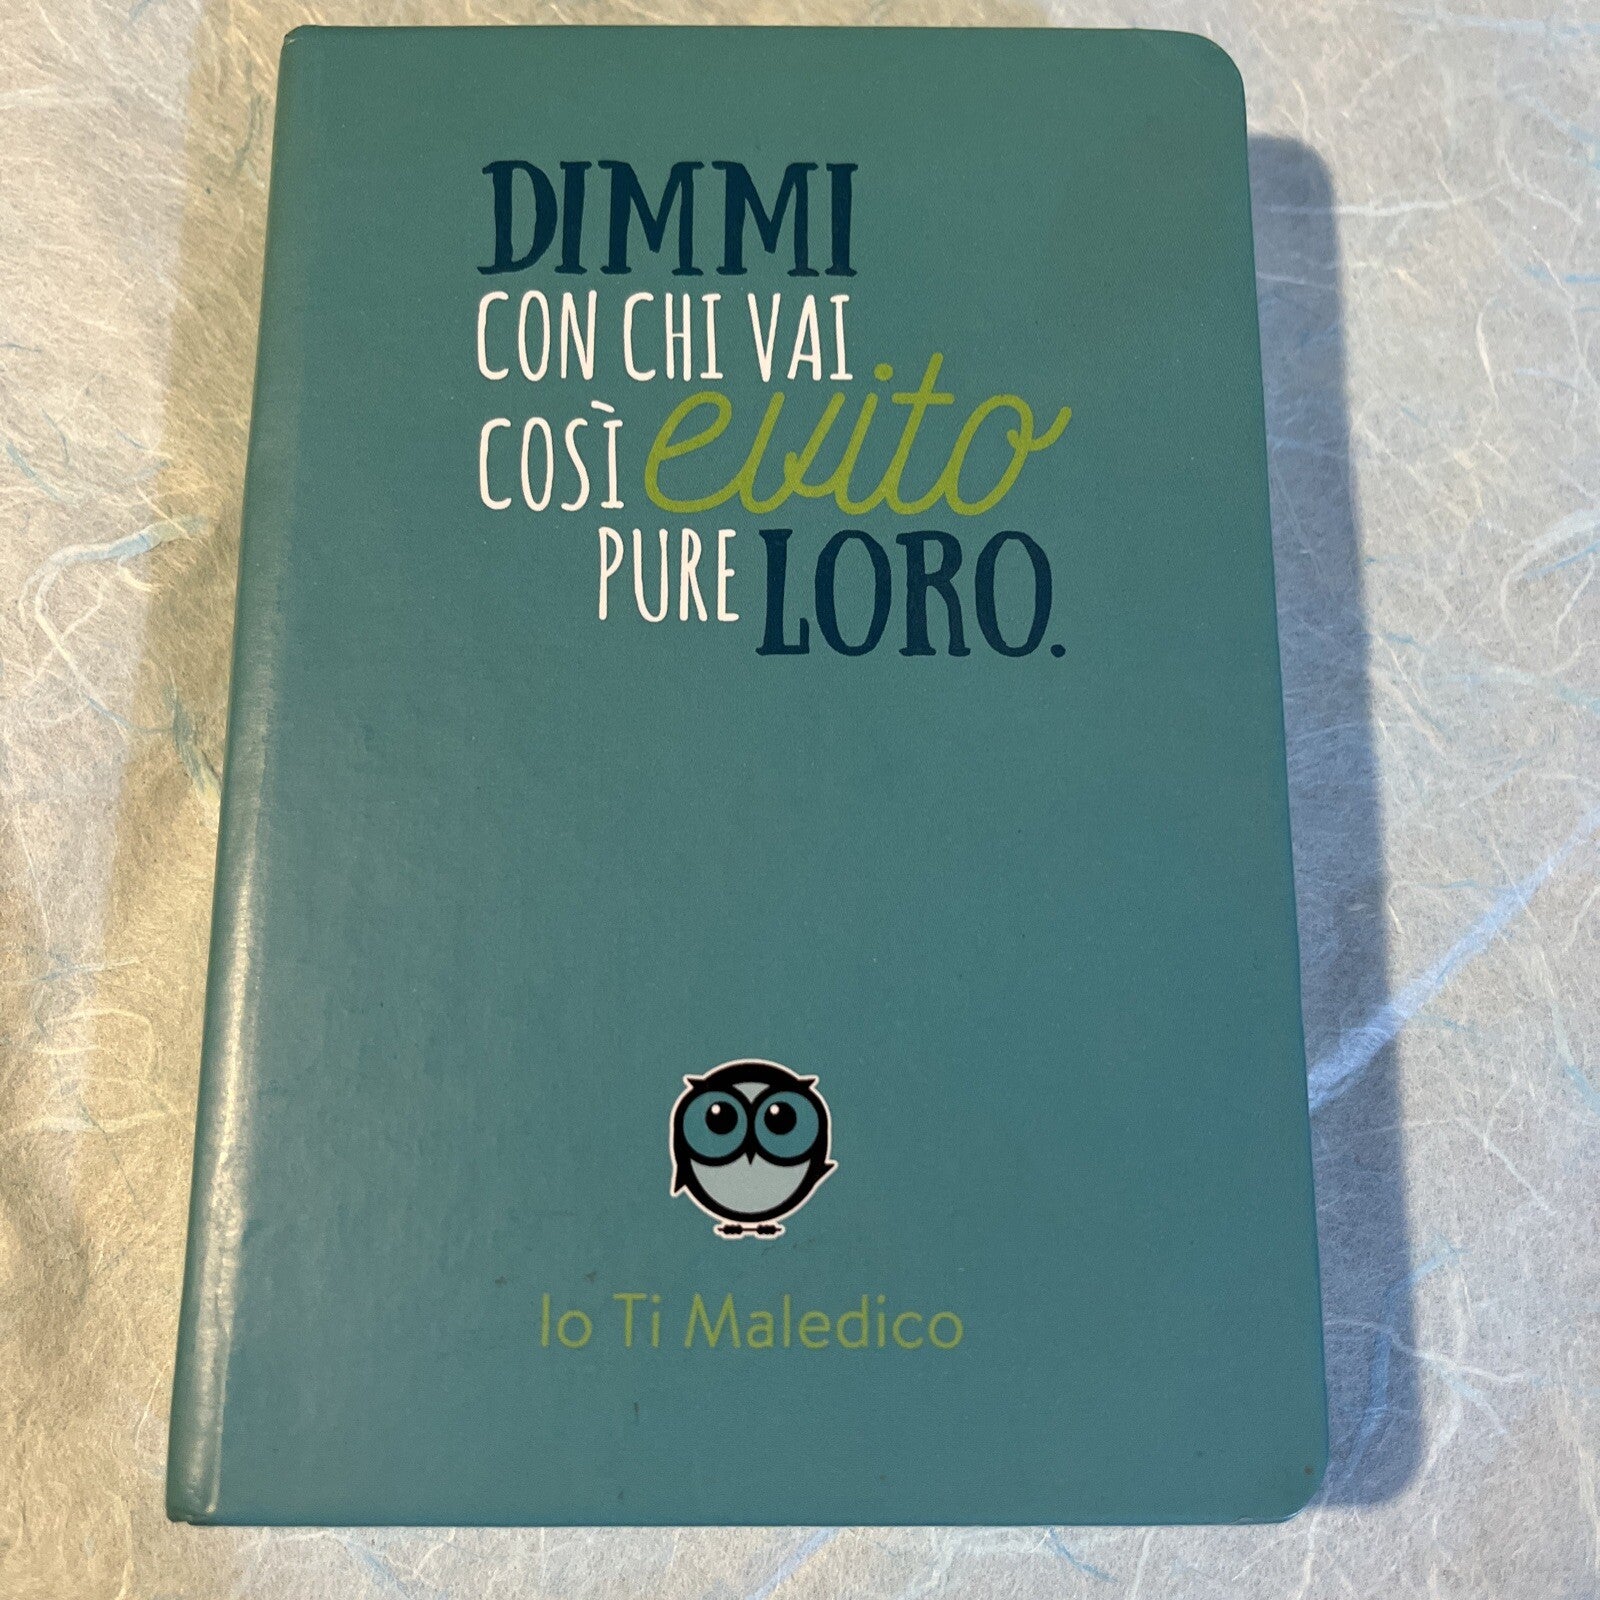 DIMMI
CON CHI VAI
COSÌ evito
PURE LORO.
Io Ti Maledico